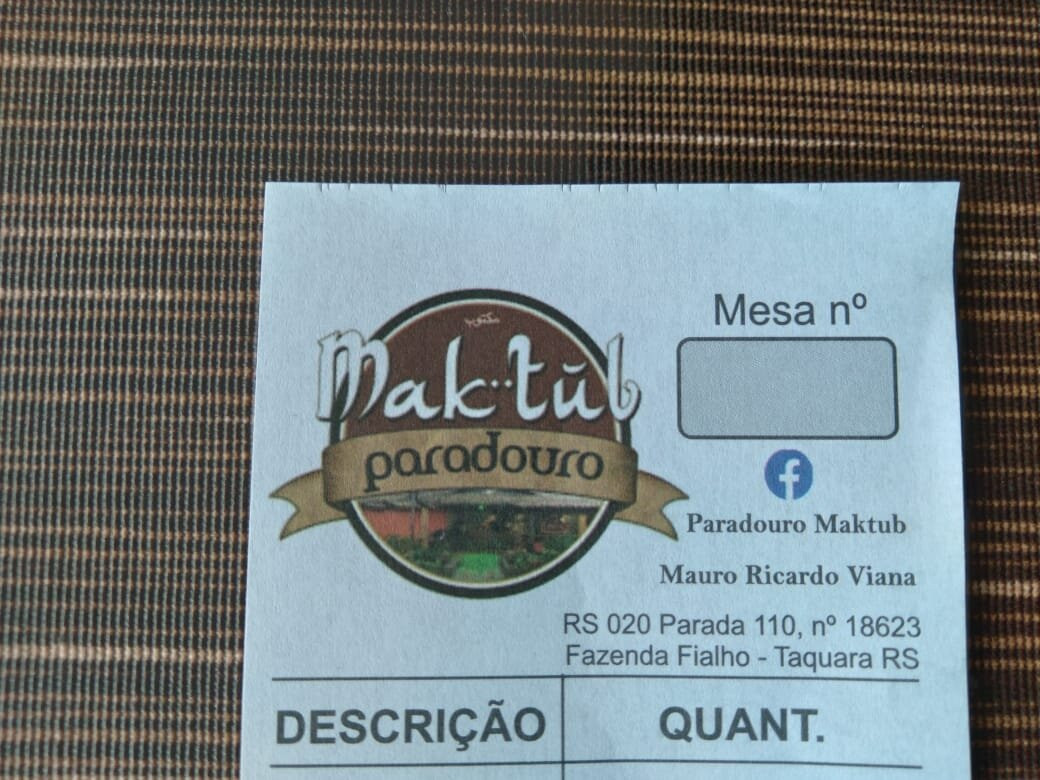 Mak-tub
paradouro
Mesa nº
Paradouro Maktub
Mauro Ricardo Viana
RS 020 Parada 110, nº 18623
Fazenda Fialho - Taquara RS
DESCRIÇÃO QUANT.